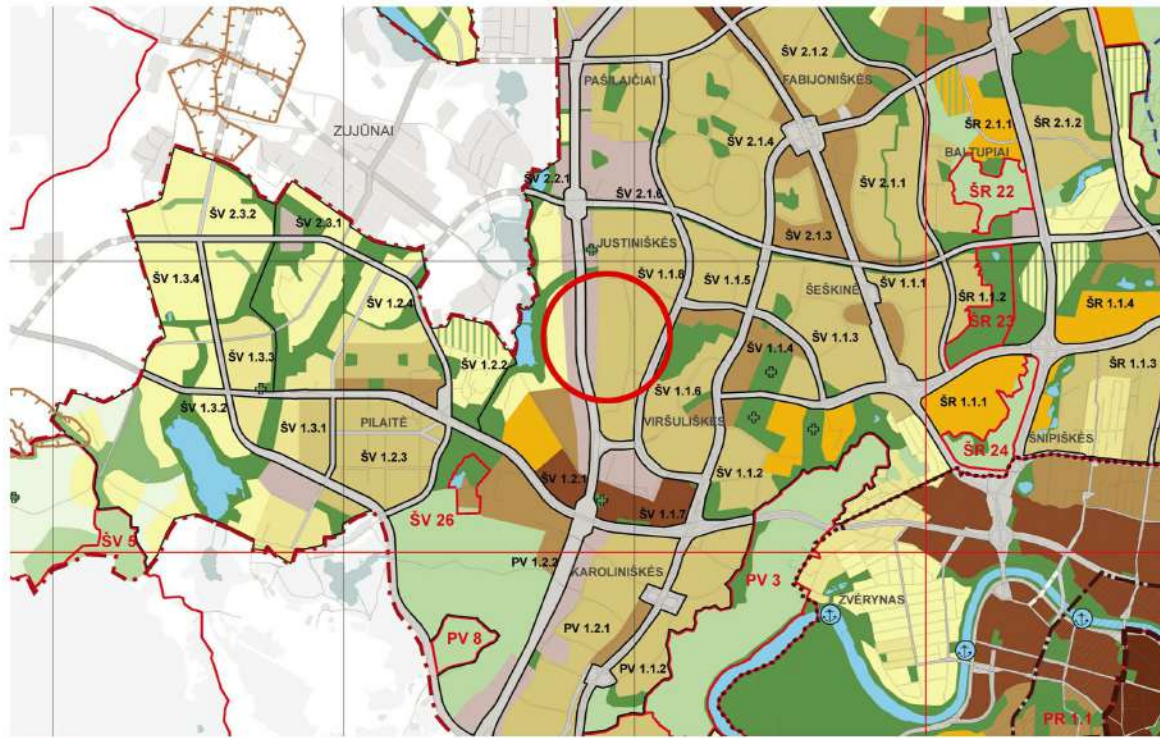 ŠV 2.1.2
PAŠILAIČIAI
FABIJONIŠKĖS
ZUJŪNAI
ŠR 2.1.1
ŠR 2.1.2
ŠV 2.1.4
BALTUPIAI
ŠV 2.2.1
ŠV 2.1.6
ŠV 2.1.1
ŠR 22
ŠV 2.3.2
ŠV 2.3.1
ŠV 2.1.3
JUSTINIŠKĖS
ŠV 1.3.4
ŠV 1.1.8
ŠV 1.1.5
ŠEŠKINĖ
ŠV 1.1.1
ŠV 1.2.4
ŠR 1.1.2
ŠR 1.1.4
ŠR 23
ŠV 1.3.3
ŠV 1.2.2
ŠV 1.1.4
ŠV 1.1.3
ŠR 1.1.3
ŠV 1.1.6
ŠR 1.1.1
ŠV 1.3.2
ŠV 1.3.1
PILAITĖ
VIRŠULIŠKĖS
ŠNIPIŠKĖS
ŠR 24
ŠV 1.2.3
ŠV 1.2.1
ŠV 1.1.2
ŠV 26
ŠV 1.1.7
ŠV 5
PV 1.2.2
KAROLINIŠKĖS
PV 3
ŽVĖRYNAS
PV 8
PV 1.2.1
PV 1.1.2
PR 1.1